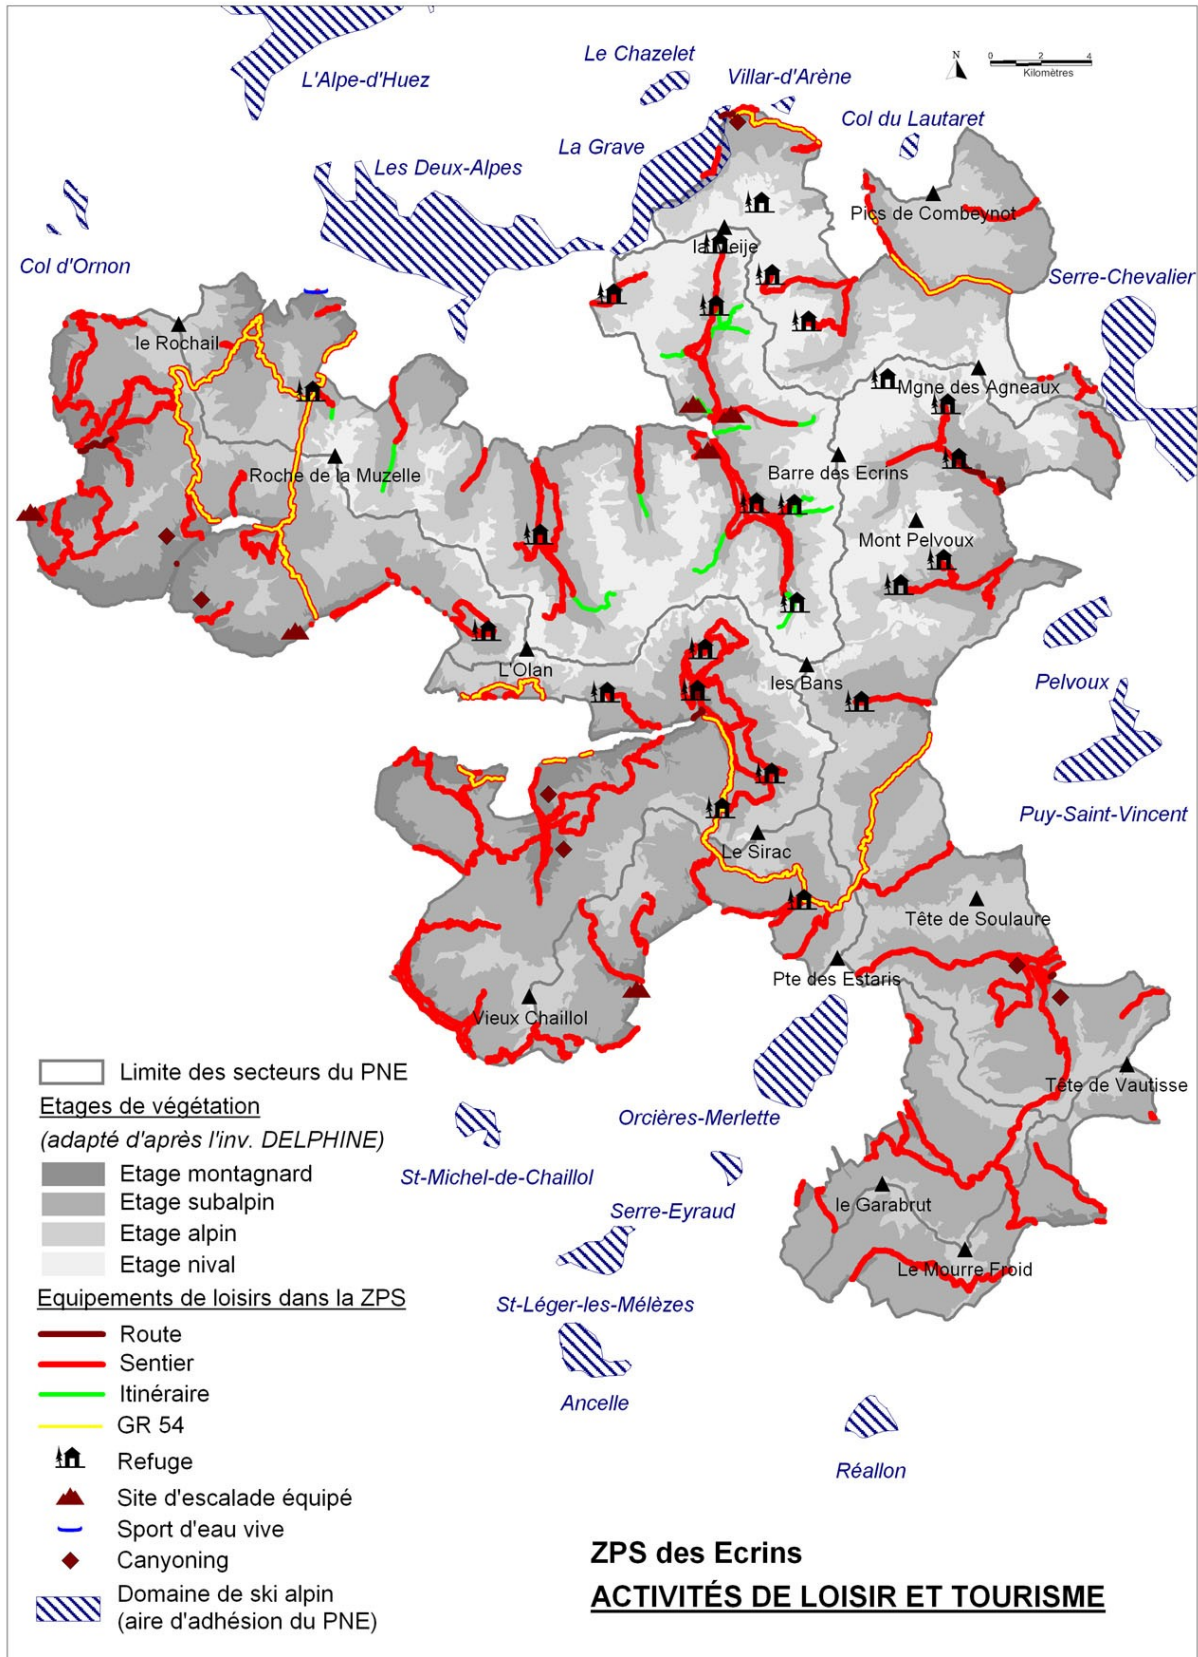 Le Chazelet
L'Alpe-d'Huez
Villar-d'Arène
N
0 2 4
Kilomètres
Col du Lautaret
La Grave
Les Deux-Alpes
Pics de Combeynot
la Meije
Col d'Ornon
Serre-Chevalier
le Rochail
Mgne des Agneaux
Roche de la Muzelle
Barre des Ecrins
Mont Pelvoux
L'Olan
les Bans
Pelvoux
Puy-Saint-Vincent
Le Sirac
Tête de Soulaure
Pte des Estaris
Vieux Chaillol
Tête de Vautisse
Orcières-Merlette
St-Michel-de-Chaillol
Serre-Eyraud
le Garabrut
Le Mourre Froid
St-Léger-les-Mélèzes
Ancelle
Réallon
Limite des secteurs du PNE
Etages de végétation
(adapté d'après l'inv. DELPHINE)
Etage montagnard
Etage subalpin
Etage alpin
Etage nival
Equipements de loisirs dans la ZPS
Route
Sentier
Itinéraire
GR 54
Refuge
Site d'escalade équipé
Sport d'eau vive
Canyoning
Domaine de ski alpin
(aire d'adhésion du PNE)
ZPS des Ecrins
ACTIVITÉS DE LOISIR ET TOURISME